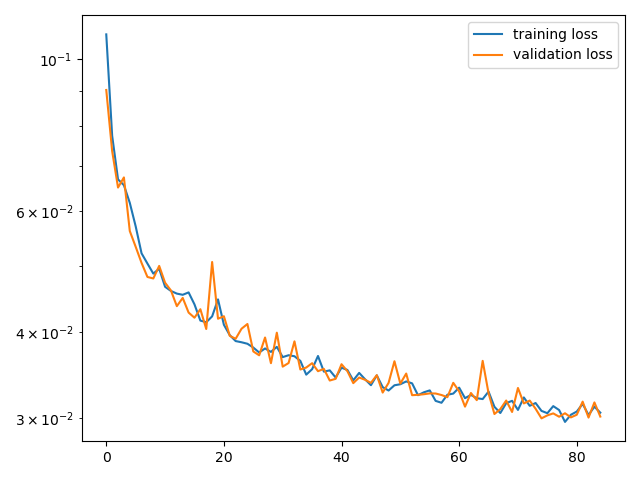 training loss
validation loss
10⁻¹
6 × 10⁻²
4 × 10⁻²
3 × 10⁻²
0 20 40 60 80